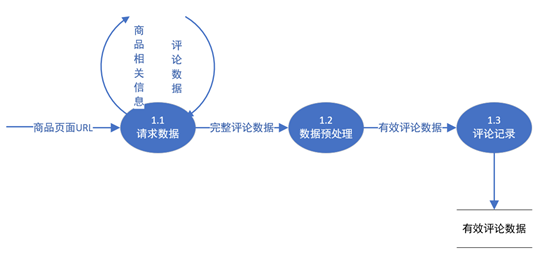 商品相关信息
评论数据
商品页面URL
1.1
请求数据
完整评论数据
1.2
数据预处理
有效评论数据
1.3
评论记录
有效评论数据